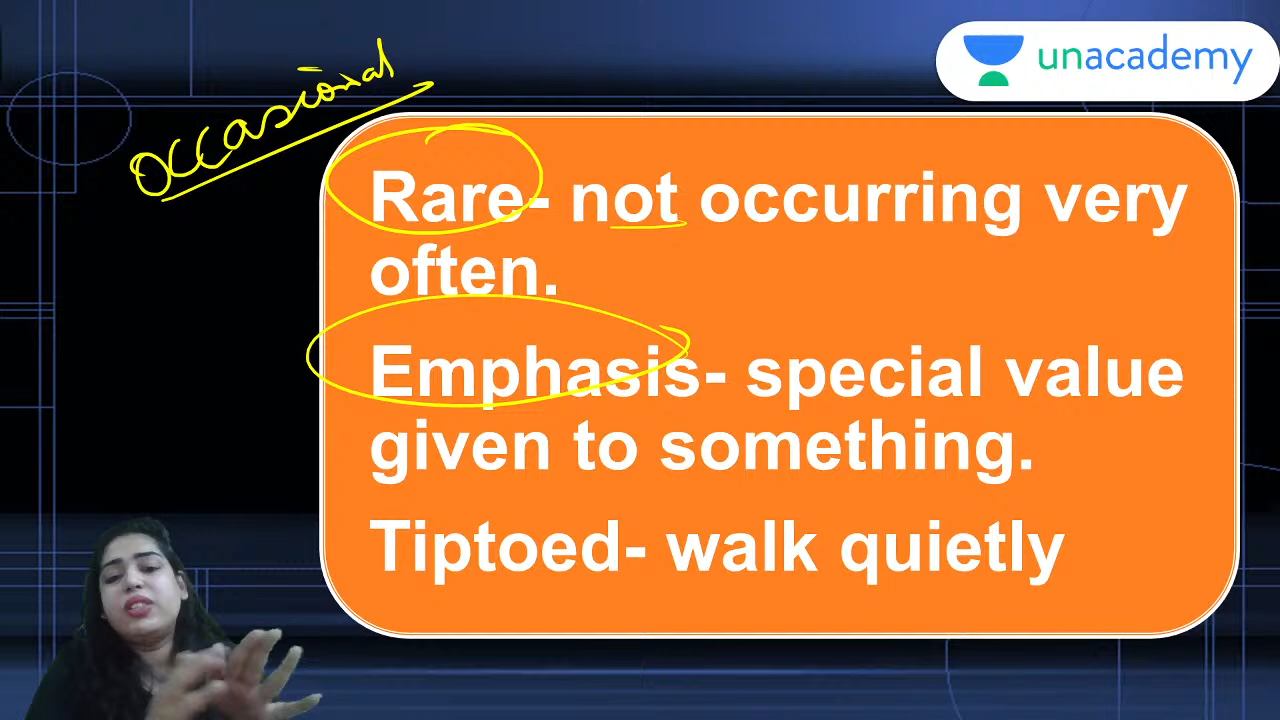 unacademy
occasional
Rare- not occurring very
often.
Emphasis- special value
given to something.
Tiptoed- walk quietly